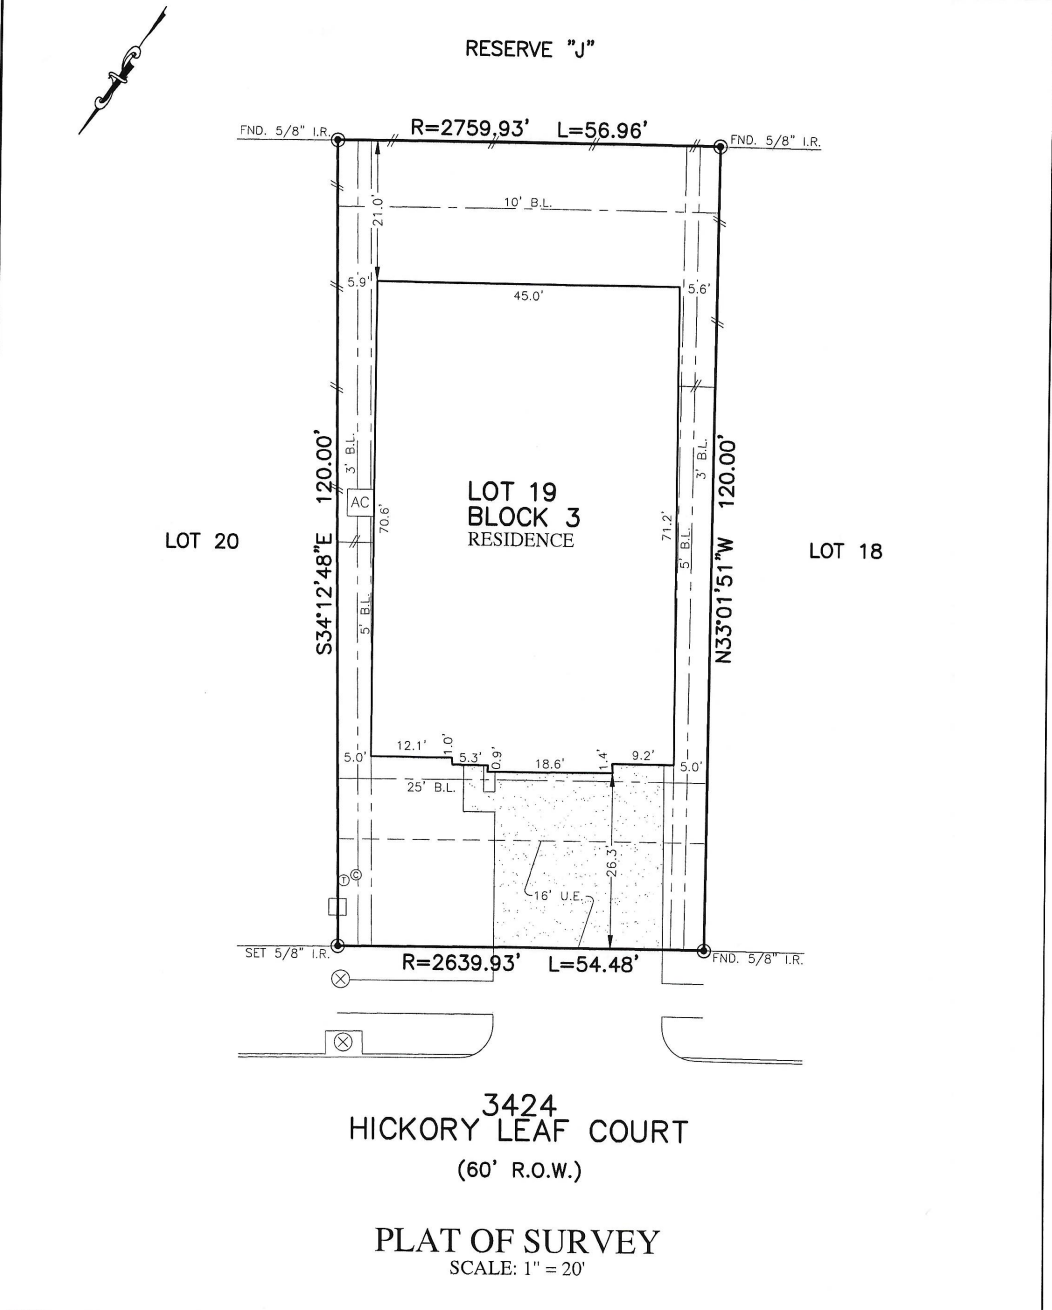 RESERVE "J"
R=2759.93' L=56.96'
FND. 5/8" I.R.
FND. 5/8" I.R.
21.0'
10' B.L.
5.9'
45.0'
5.6'
S34°12'48"E 120.00'
3' B.L.
AC
70.6'
5' B.L.
LOT 19
BLOCK 3
RESIDENCE
71.2'
5' B.L.
3' B.L.
N33°01'51"W 120.00'
LOT 20
LOT 18
12.1'
1.0'
5.3'
0.9'
18.6'
1.4'
9.2'
5.0'
5.0'
25' B.L.
26.3'
16' U.E.
T
C
SET 5/8" I.R.
R=2639.93' L=54.48'
FND. 5/8" I.R.
3424
HICKORY LEAF COURT
(60' R.O.W.)
PLAT OF SURVEY
SCALE: 1" = 20'